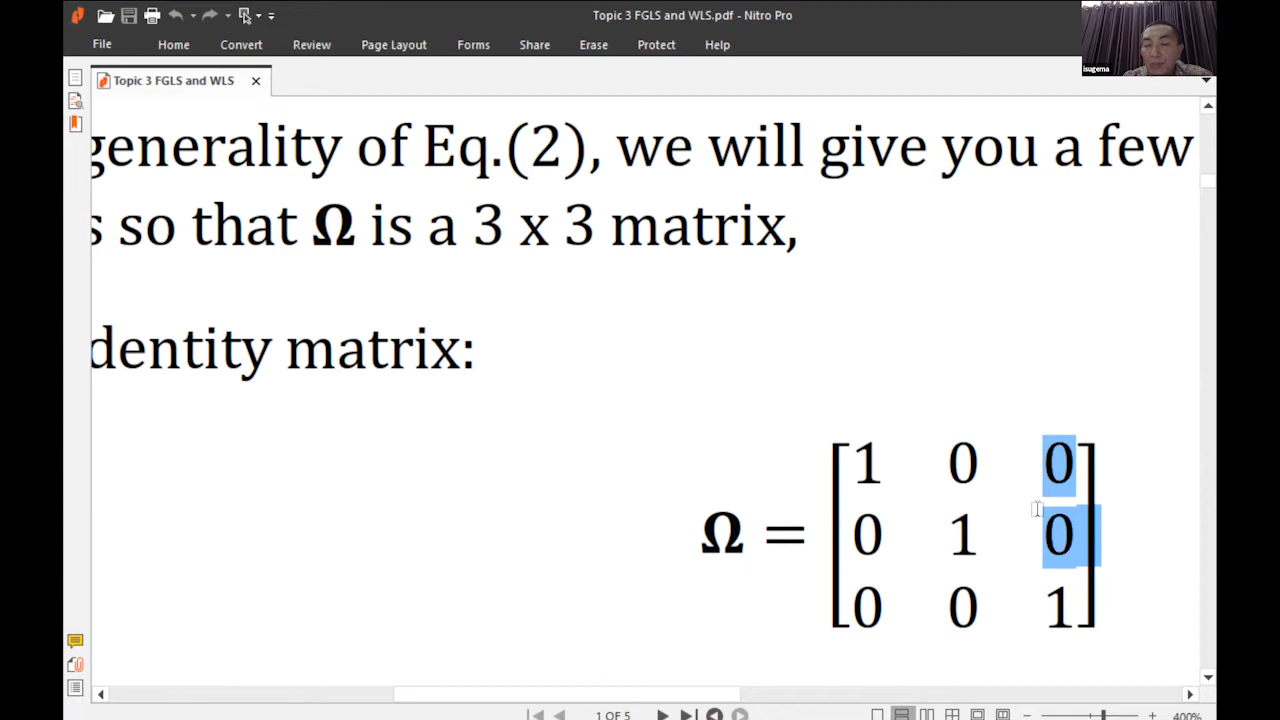 Topic 3 FGLS and WLS.pdf - Nitro Pro
File Home Convert Review Page Layout Forms Share Erase Protect Help
isugema
Topic 3 FGLS and WLS
generality of Eq.(2), we will give you a few
s so that Ω is a 3 x 3 matrix,
dentity matrix:
1 0 0
Ω = 0 1 0
0 0 1
1 OF 5
400%